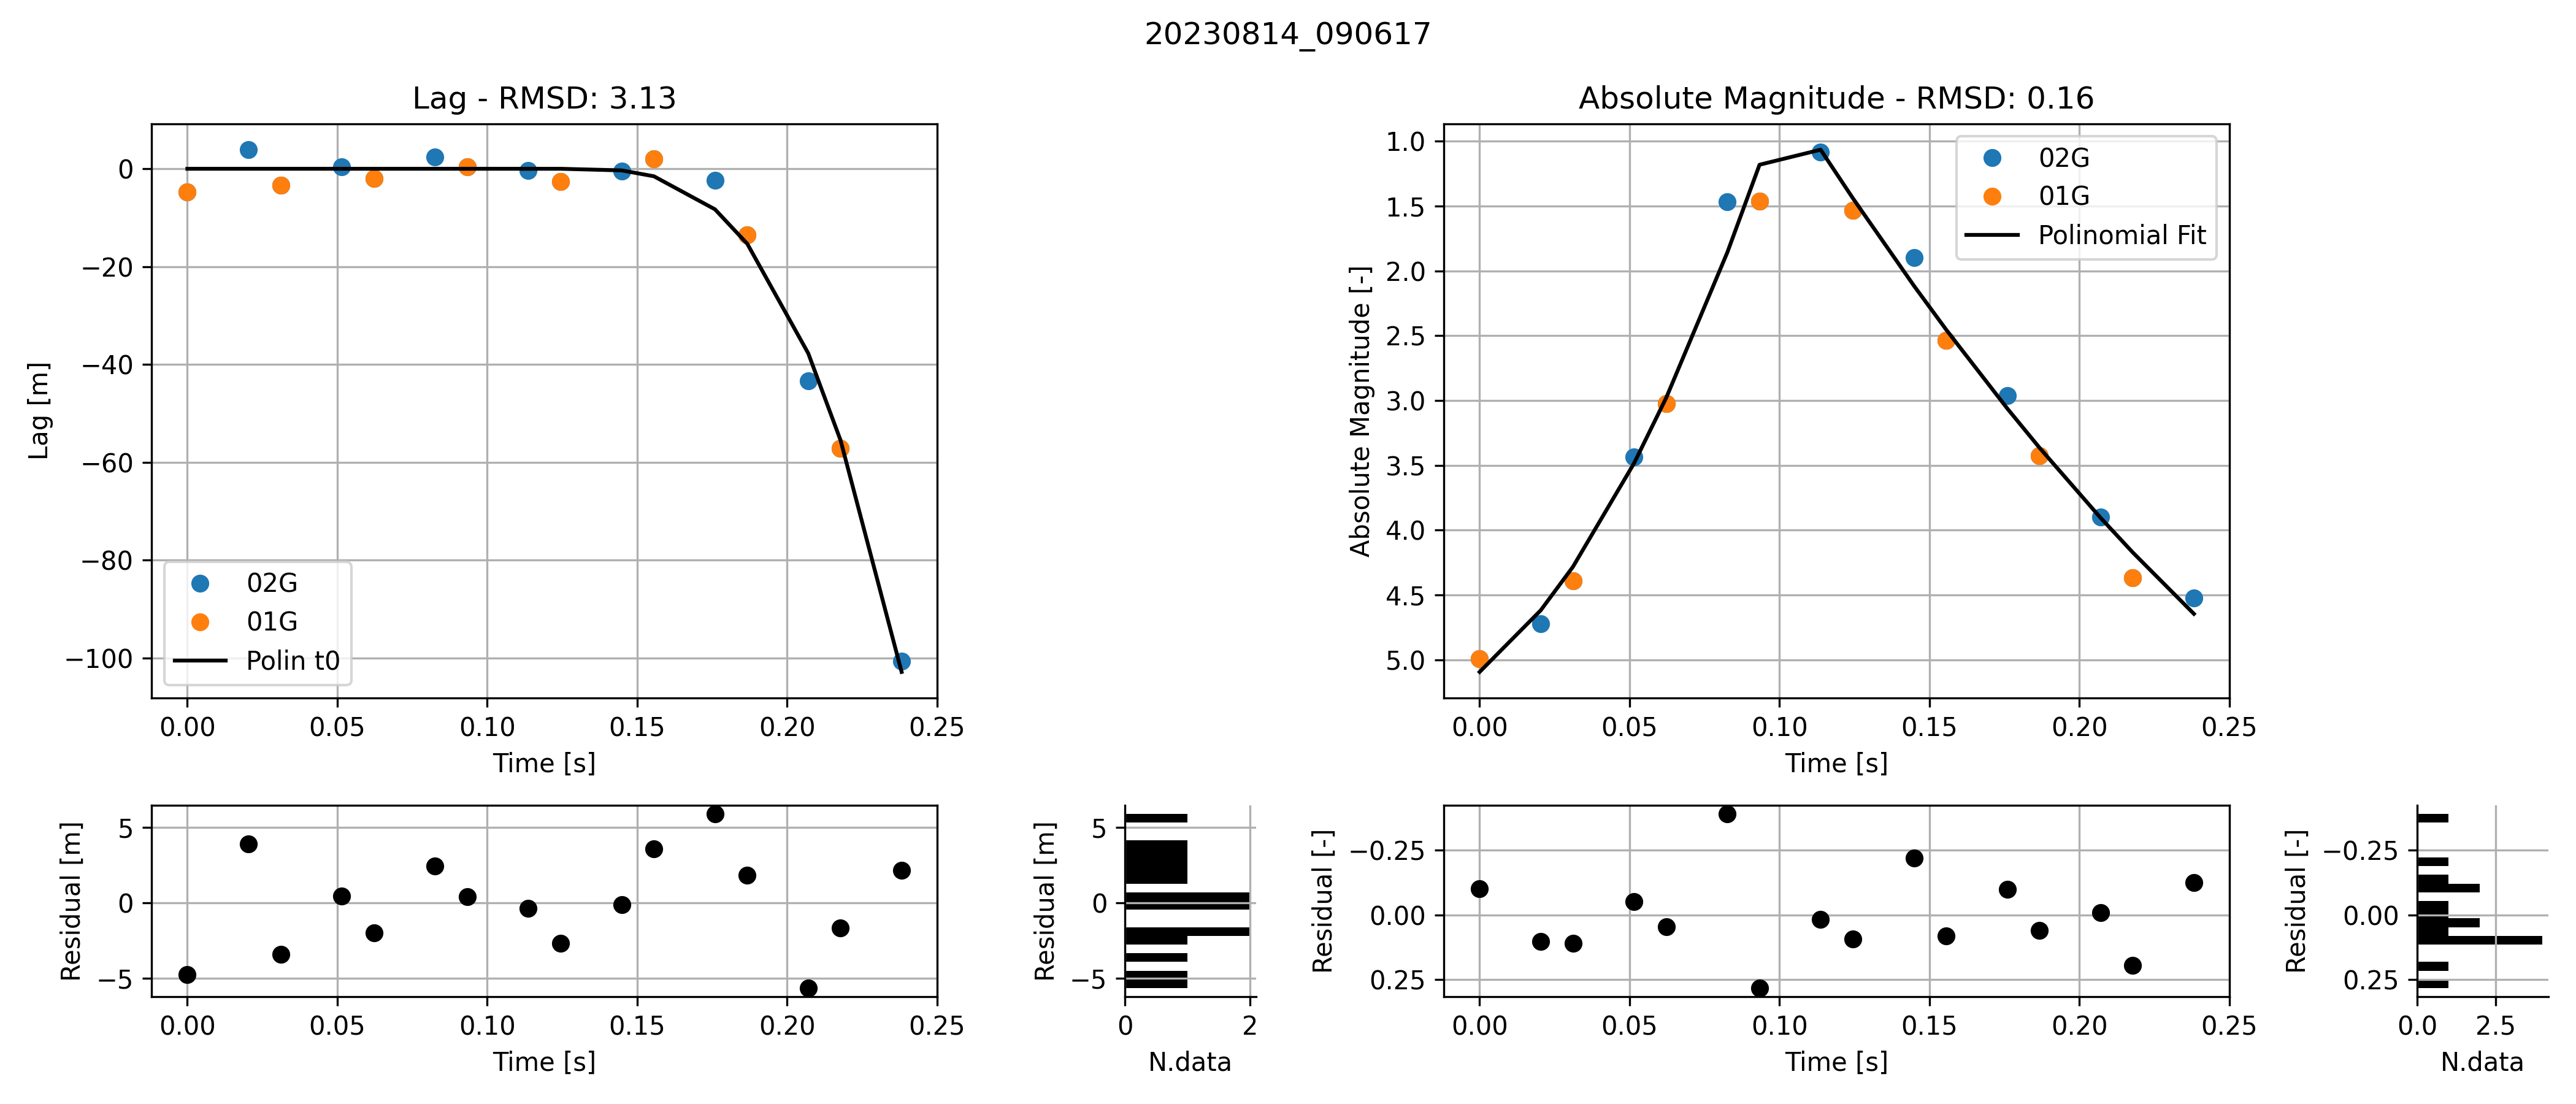 20230814_090617
Lag - RMSD: 3.13
0
−20
−40
−60
−80
−100
Lag [m]
02G
01G
Polin t0
0.00 0.05 0.10 0.15 0.20 0.25
Time [s]
Absolute Magnitude - RMSD: 0.16
1.0
1.5
2.0
2.5
3.0
3.5
4.0
4.5
5.0
Absolute Magnitude [-]
02G
01G
Polinomial Fit
0.00 0.05 0.10 0.15 0.20 0.25
Time [s]
5
0
−5
Residual [m]
0.00 0.05 0.10 0.15 0.20 0.25
Time [s]
5
0
−5
Residual [m]
0 2
N.data
−0.25
0.00
0.25
Residual [-]
0.00 0.05 0.10 0.15 0.20 0.25
Time [s]
−0.25
0.00
0.25
Residual [-]
0.0 2.5
N.data